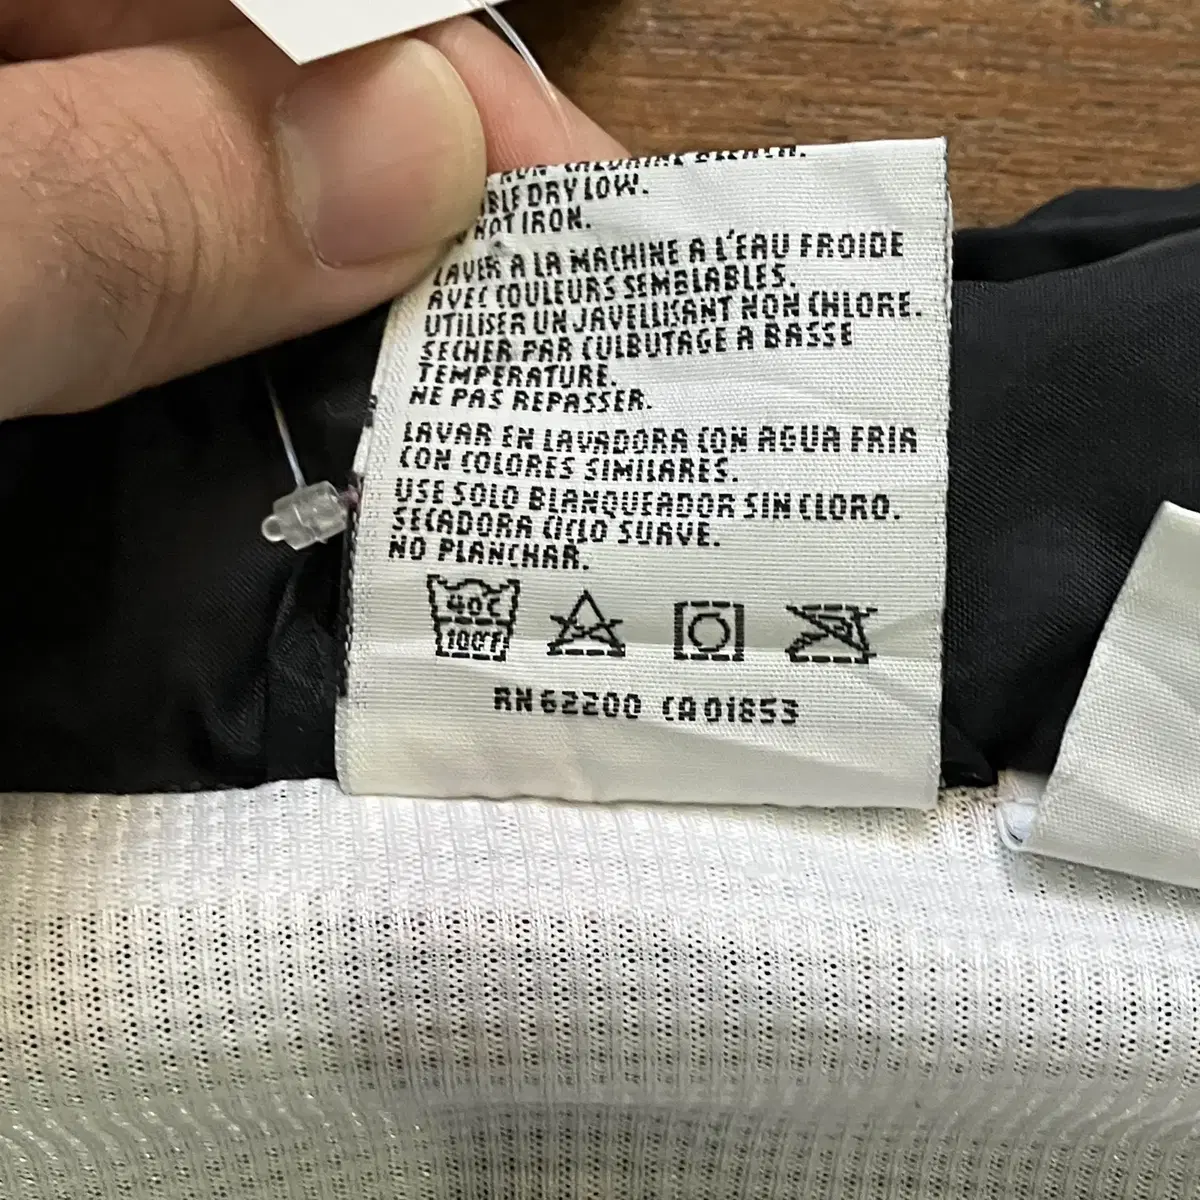 DRY LOW.
NOT IRON.
LAVER A LA MACHINE A L'EAU FROIDE
AVEC COULEURS SEMBLABLES.
UTILISER UN JAVELLISANT NON CHLORE.
SECHER PAR CULBUTAGE A BASSE
TEMPERATURE.
NE PAS REPASSER.
LAVAR EN LAVADORA CON AGUA FRIA
CON COLORES SIMILARES.
USE SOLO BLANQUEADOR SIN CLORO.
SECADORA CICLO SUAVE.
NO PLANCHAR.
40C
100F
RN 62200 CA 01853